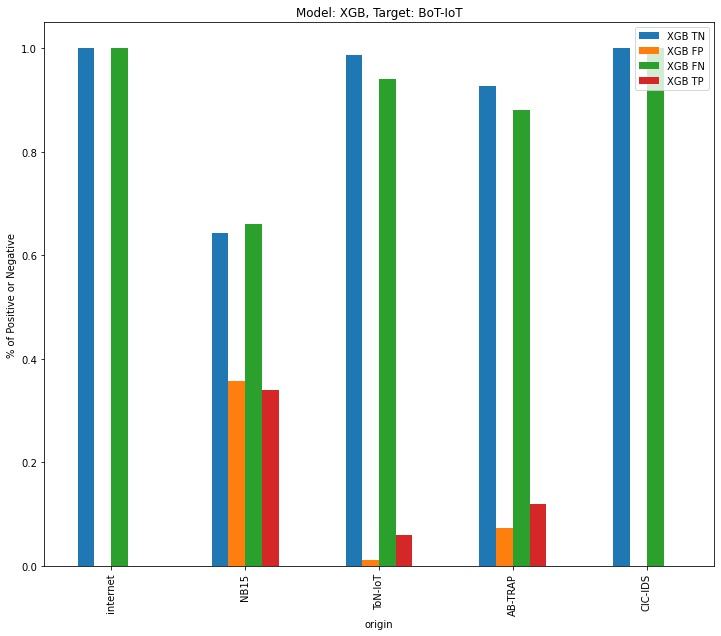 Model: XGB, Target: BoT-IoT
XGB TN
XGB FP
XGB FN
XGB TP
% of Positive or Negative
1.0
0.8
0.6
0.4
0.2
0.0
internet
NB15
ToN-IoT
AB-TRAP
CIC-IDS
origin